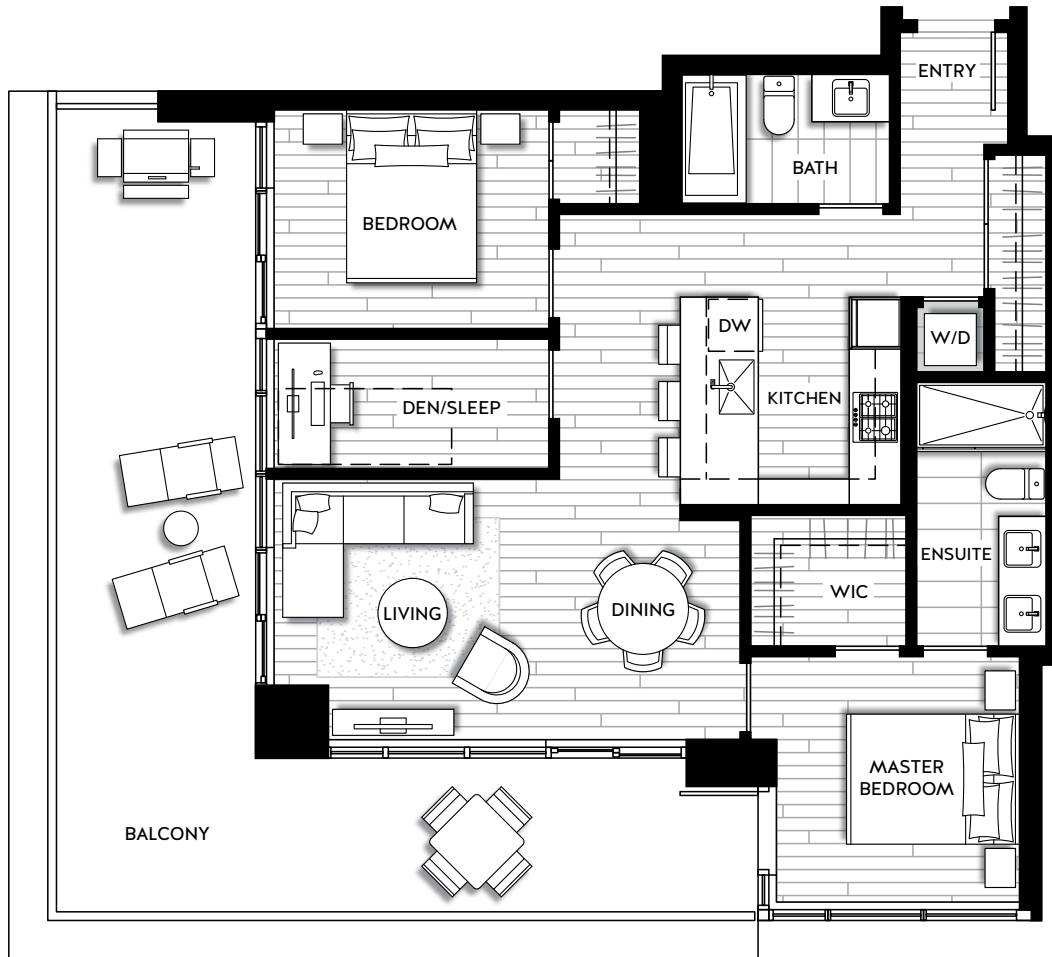 ENTRY
BATH
BEDROOM
DW
W/D
KITCHEN
DEN/SLEEP
ENSUITE
WIC
LIVING
DINING
MASTER
BEDROOM
BALCONY